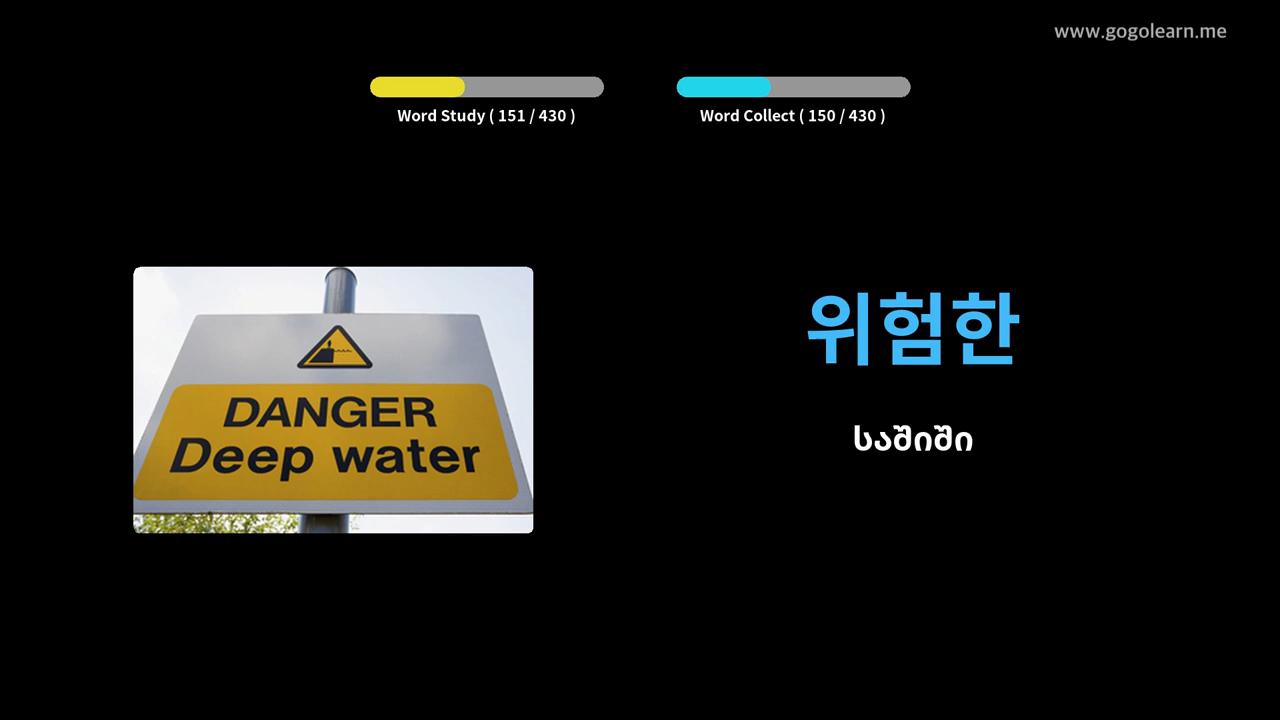 www.gogolearn.me
Word Study ( 151 / 430 )
Word Collect ( 150 / 430 )
DANGER
Deep water
위험한
საშიში